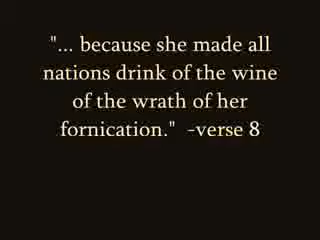 "... because she made all
nations drink of the wine
of the wrath of her
fornication."  -verse 8